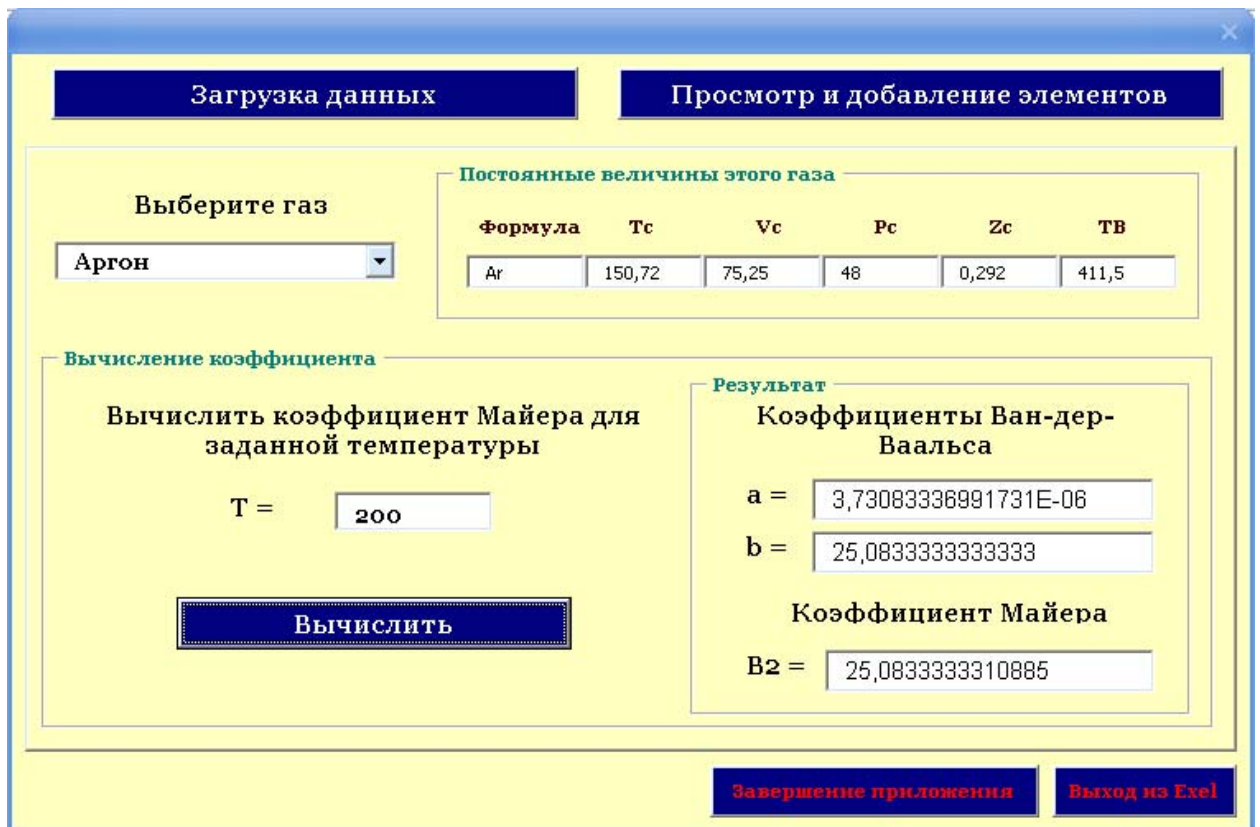 Загрузка данных
Просмотр и добавление элементов
Выберите газ
Аргон
Постоянные величины этого газа
Формула Tc Vc Pc Zc TB
Ar 150,72 75,25 48 0,292 411,5
Вычисление коэффициента
Вычислить коэффициент Майера для
заданной температуры
T = 200
Вычислить
Результат
Коэффициенты Ван-дер-
Ваальса
a = 3,73083336991731E-06
b = 25,0833333333333
Коэффициент Майера
B2 = 25,0833333310885
Завершение приложения
Выход из Exel